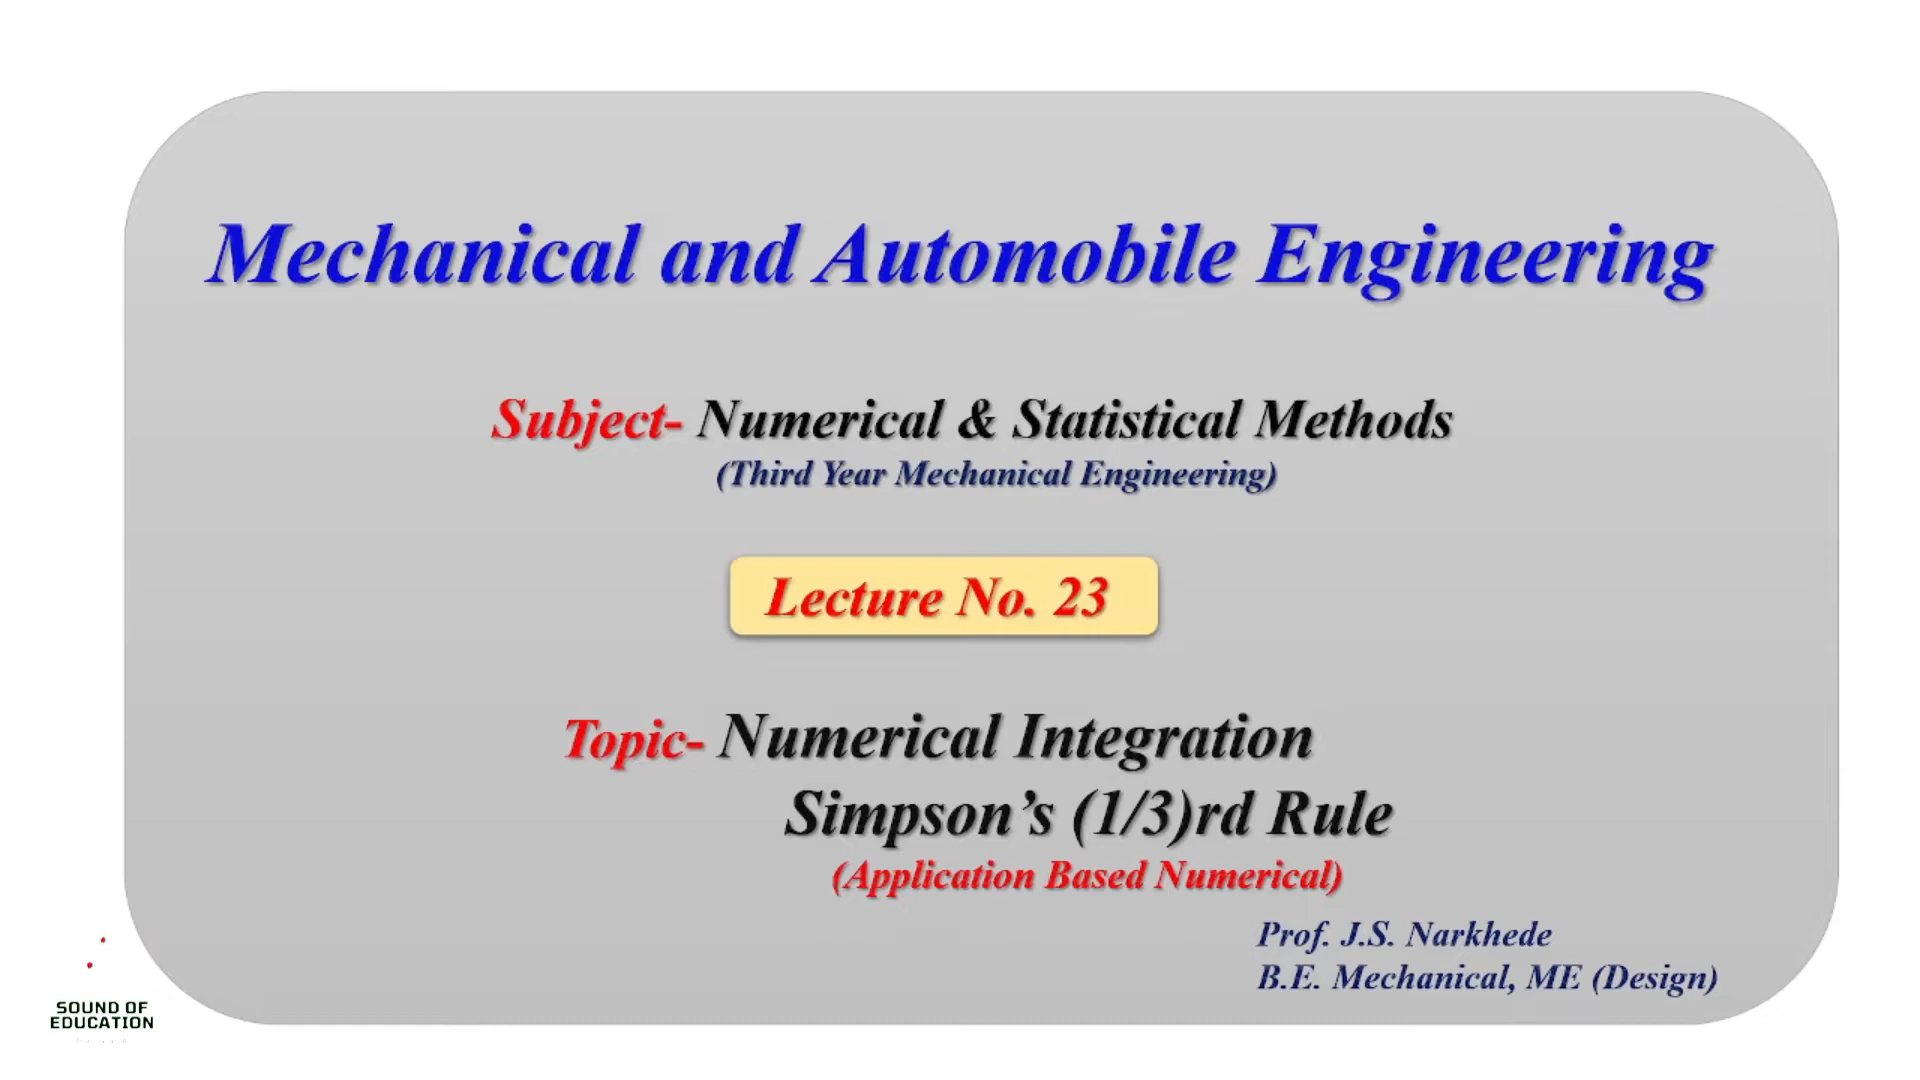 Mechanical and Automobile Engineering
Subject- Numerical & Statistical Methods
(Third Year Mechanical Engineering)
Lecture No. 23
Topic- Numerical Integration
Simpson’s (1/3)rd Rule
(Application Based Numerical)
Prof. J.S. Narkhede
B.E. Mechanical, ME (Design)
SOUND OF
EDUCATION